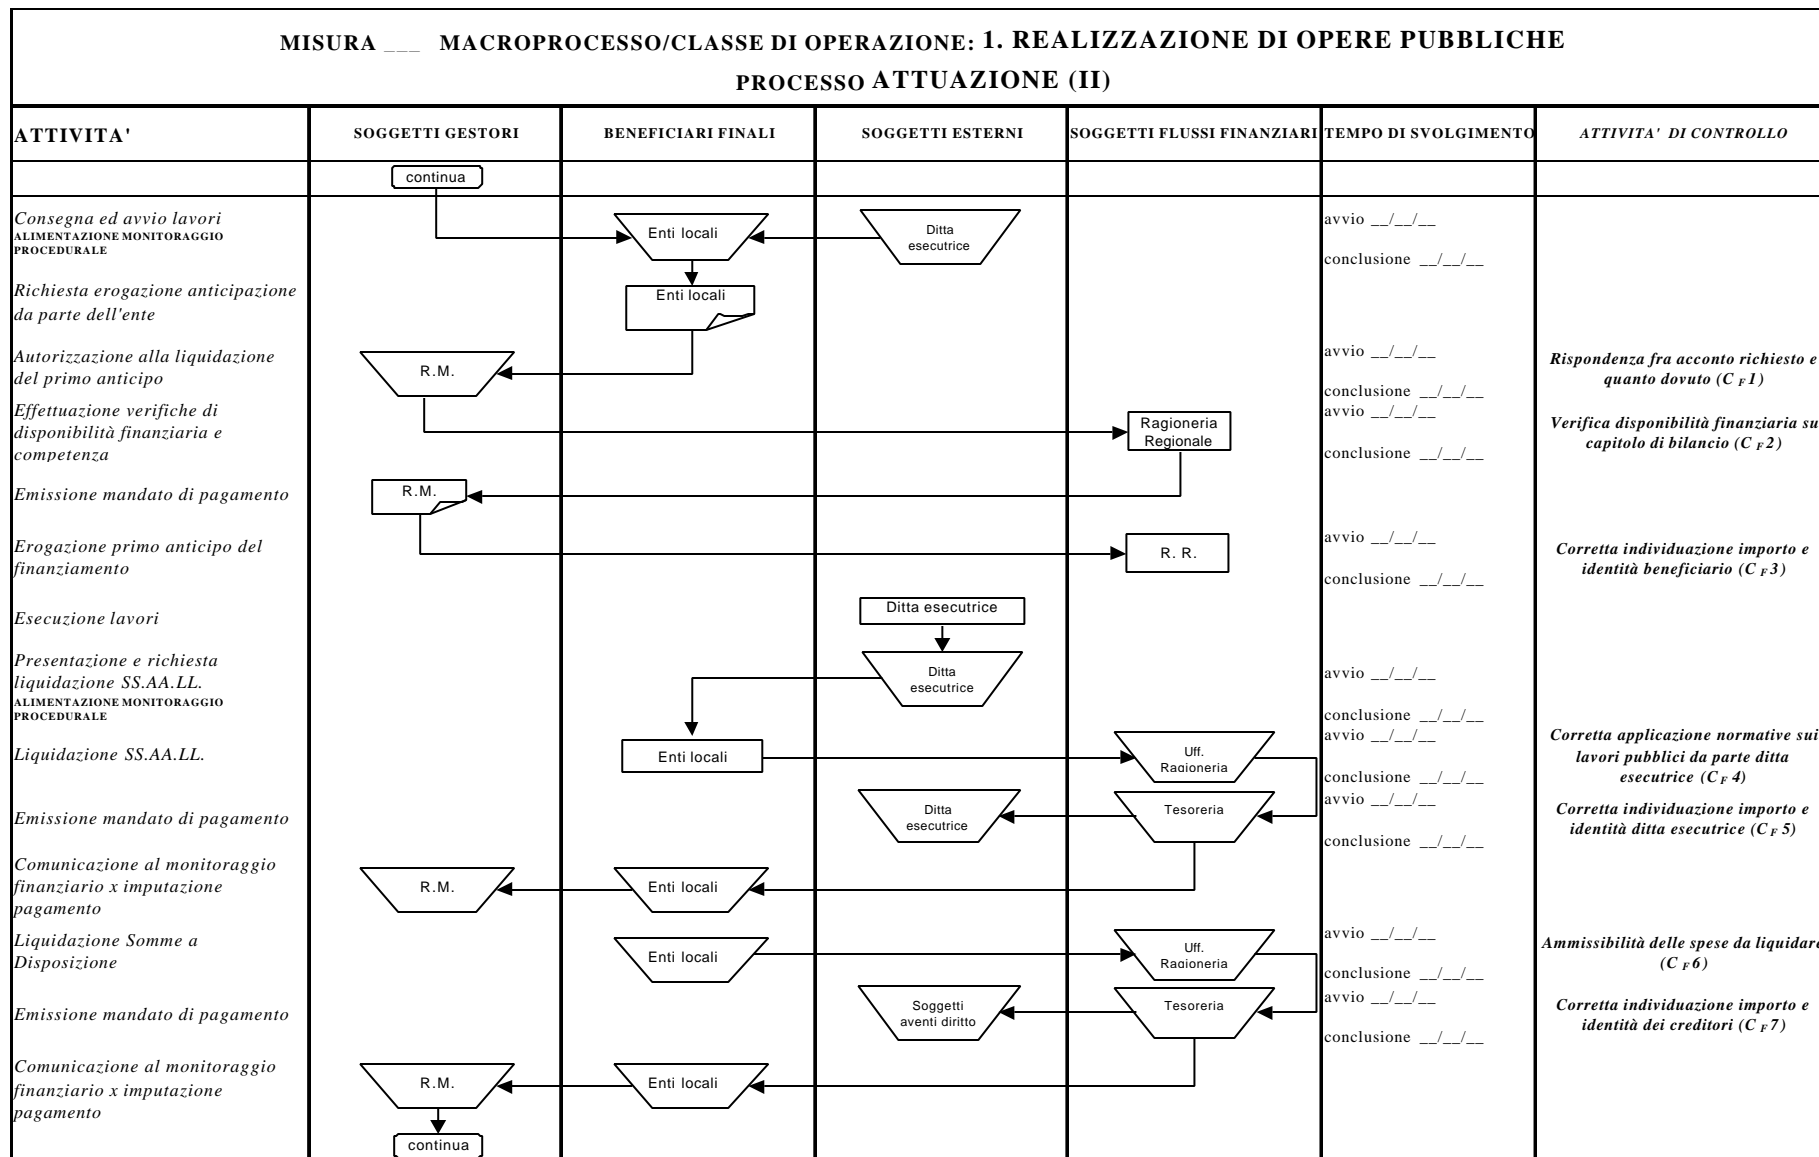 MISURA ___ MACROPROCESSO/CLASSE DI OPERAZIONE: 1. REALIZZAZIONE DI OPERE PUBBLICHE
PROCESSO ATTUAZIONE (II)
ATTIVITA' SOGGETTI GESTORI BENEFICIARI FINALI SOGGETTI ESTERNI SOGGETTI FLUSSI FINANZIARI TEMPO DI SVOLGIMENTO ATTIVITA' DI CONTROLLO
continua
Consegna ed avvio lavori
ALIMENTAZIONE MONITORAGGIO
PROCEDURALE
Enti locali
Ditta
esecutrice
avvio __/__/__
conclusione __/__/__
Richiesta erogazione anticipazione
da parte dell'ente
Enti locali
Autorizzazione alla liquidazione
del primo anticipo
R.M.
avvio __/__/__
conclusione __/__/__
Rispondenza fra acconto richiesto e
quanto dovuto (C F 1)
Effettuazione verifiche di
disponibilità finanziaria e
competenza
Ragioneria
Regionale
avvio __/__/__
conclusione __/__/__
Verifica disponibilità finanziaria su
capitolo di bilancio (C F 2)
Emissione mandato di pagamento
R.M.
Erogazione primo anticipo del
finanziamento
R. R.
avvio __/__/__
conclusione __/__/__
Corretta individuazione importo e
identità beneficiario (C F 3)
Esecuzione lavori
Ditta esecutrice
Presentazione e richiesta
liquidazione SS.AA.LL.
ALIMENTAZIONE MONITORAGGIO
PROCEDURALE
Ditta
esecutrice
avvio __/__/__
conclusione __/__/__
Liquidazione SS.AA.LL.
Enti locali
Uff.
Ragioneria
avvio __/__/__
conclusione __/__/__
Corretta applicazione normative sui
lavori pubblici da parte ditta
esecutrice (C F 4)
Emissione mandato di pagamento
Ditta
esecutrice
Tesoreria
avvio __/__/__
conclusione __/__/__
Corretta individuazione importo e
identità ditta esecutrice (C F 5)
Comunicazione al monitoraggio
finanziario x imputazione
pagamento
R.M.
Enti locali
Liquidazione Somme a
Disposizione
Enti locali
Uff.
Ragioneria
avvio __/__/__
conclusione __/__/__
Ammissibilità delle spese da liquidare
(C F 6)
Emissione mandato di pagamento
Soggetti
aventi diritto
Tesoreria
avvio __/__/__
conclusione __/__/__
Corretta individuazione importo e
identità dei creditori (C F 7)
Comunicazione al monitoraggio
finanziario x imputazione
pagamento
R.M.
Enti locali
continua